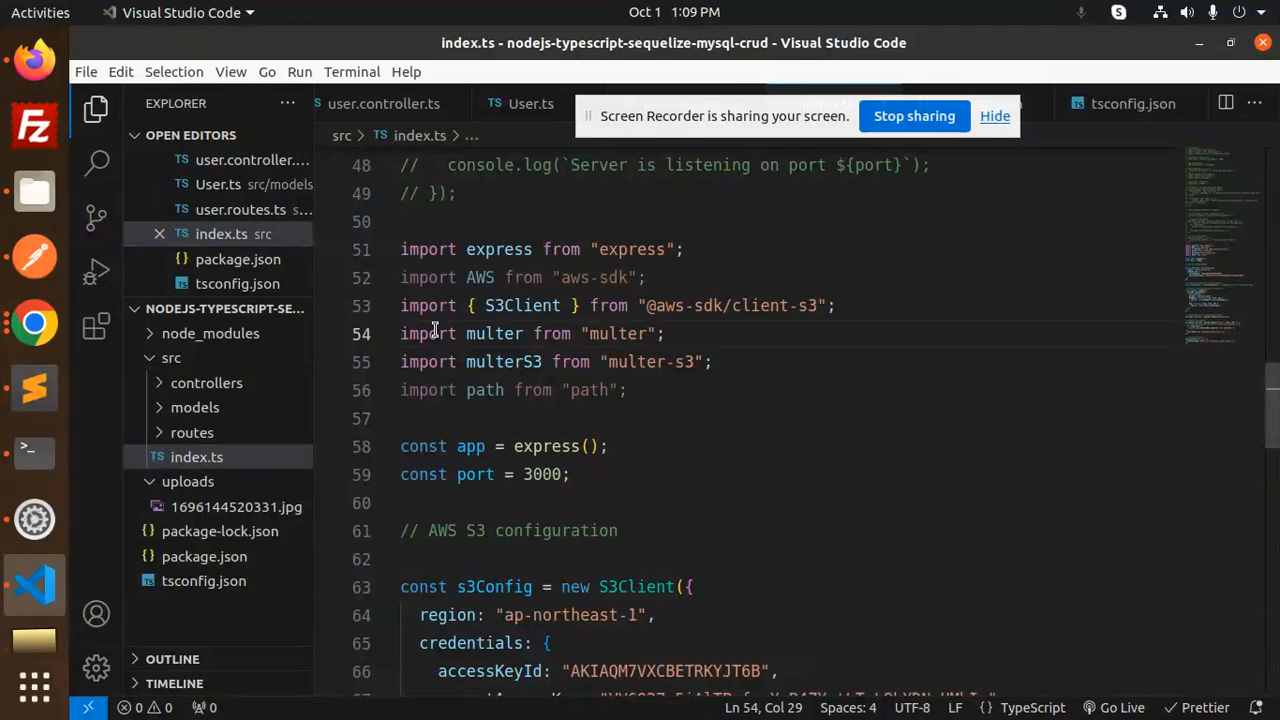 Activities Visual Studio Code Oct 1 1:09 PM
index.ts - nodejs-typescript-sequelize-mysql-crud - Visual Studio Code
File Edit Selection View Go Run Terminal Help
EXPLORER
user.controller.ts
TS User.ts
tsconfig.json
Screen Recorder is sharing your screen. Stop sharing Hide
OPEN EDITORS
user.controller....
User.ts src/models
user.routes.ts s...
index.ts src
package.json
tsconfig.json
NODEJS-TYPESCRIPT-SE...
node_modules
src
controllers
models
routes
TS index.ts
uploads
1696144520331.jpg
package-lock.json
package.json
tsconfig.json
OUTLINE
TIMELINE
src > TS index.ts > ...
48 // console.log(`Server is listening on port ${port}`);
49 // });
50
51 import express from "express";
52 import AWS from "aws-sdk";
53 import { S3Client } from "@aws-sdk/client-s3";
54 import multer from "multer";
55 import multerS3 from "multer-s3";
56 import path from "path";
57
58 const app = express();
59 const port = 3000;
60
61 // AWS S3 configuration
62
63 const s3Config = new S3Client({
64 region: "ap-northeast-1",
65 credentials: {
66 accessKeyId: "AKIAQM7VXCBETRKYJT6B",
0 0 0 Ln 54, Col 29 Spaces: 4 UTF-8 LF {} TypeScript Go Live Prettier